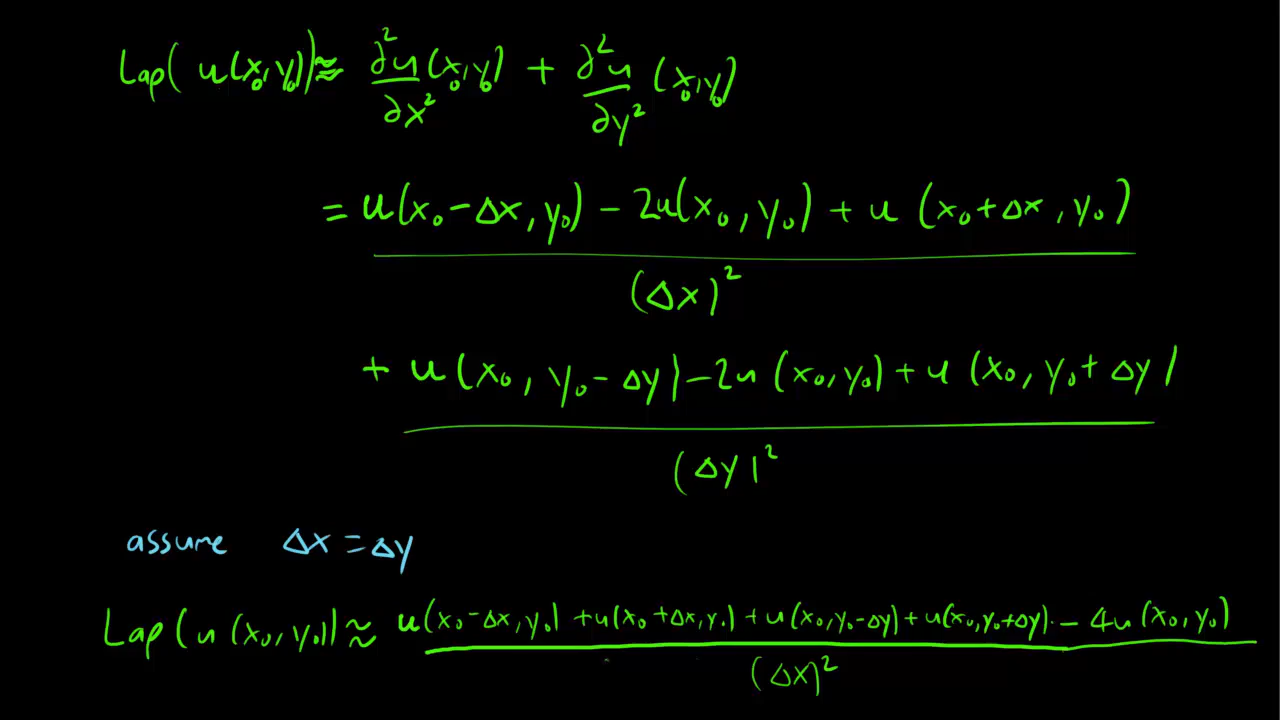 Lap( u(x₀,y₀)) ≈ ∂²u/∂x² (x₀,y₀) + ∂²u/∂y² (x₀,y₀)
= u(x₀-Δx, y₀) - 2u(x₀, y₀) + u (x₀+Δx, y₀)
(Δx)²
+ u(x₀, y₀-Δy) - 2u (x₀,y₀) + u (x₀, y₀+Δy)
(Δy)²
assume Δx = Δy
Lap (u (x₀,y₀)) ≈ u(x₀-Δx,y₀) + u(x₀+Δx,y₀) + u(x₀,y₀-Δy) + u(x₀,y₀+Δy) - 4u(x₀,y₀)
(Δx)²